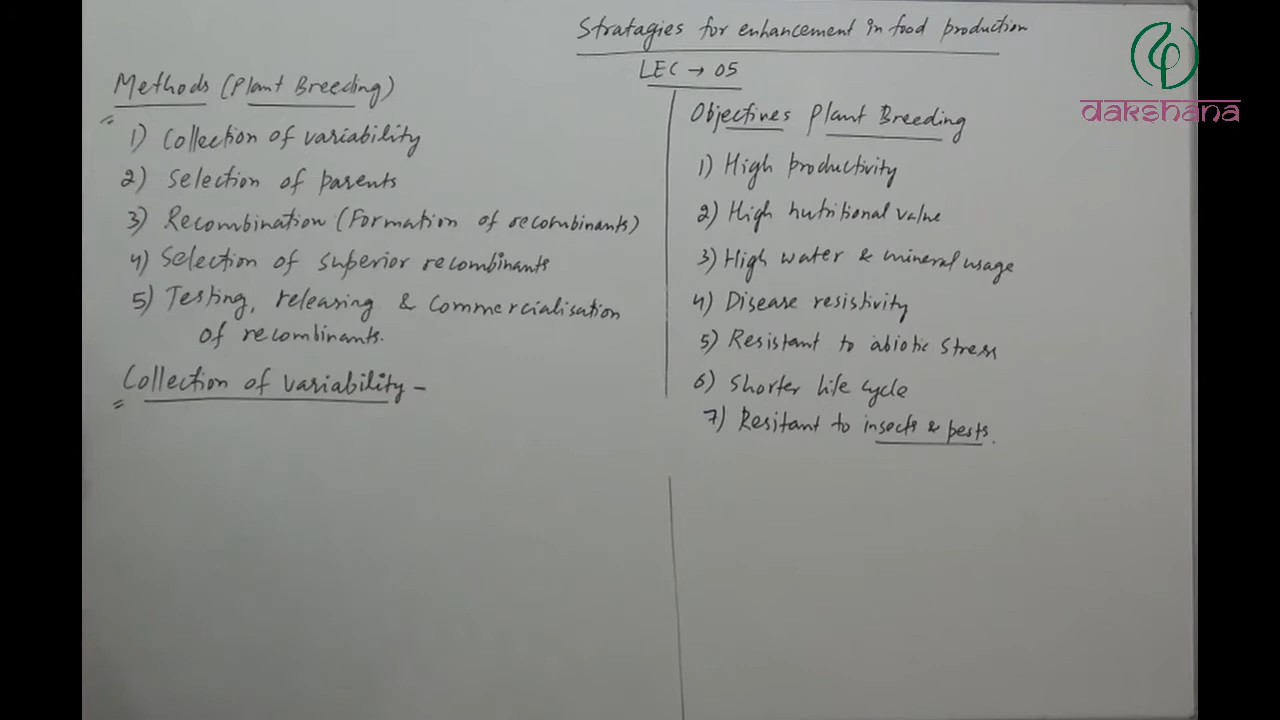 Stratagies for enhancement in food production
LEC → 05
dakshana
Methods (Plant Breeding)
1) Collection of variability
2) Selection of parents
3) Recombination (Formation of recombinants)
4) Selection of superior recombinants
5) Testing, releasing & Commercialisation
of recombinants.
Collection of variability –
Objectives Plant Breeding
1) High productivity
2) High nutritional value
3) High water & mineral usage
4) Disease resistivity
5) Resistant to abiotic stress
6) Shorter life cycle
7) Resitant to insects & pests.